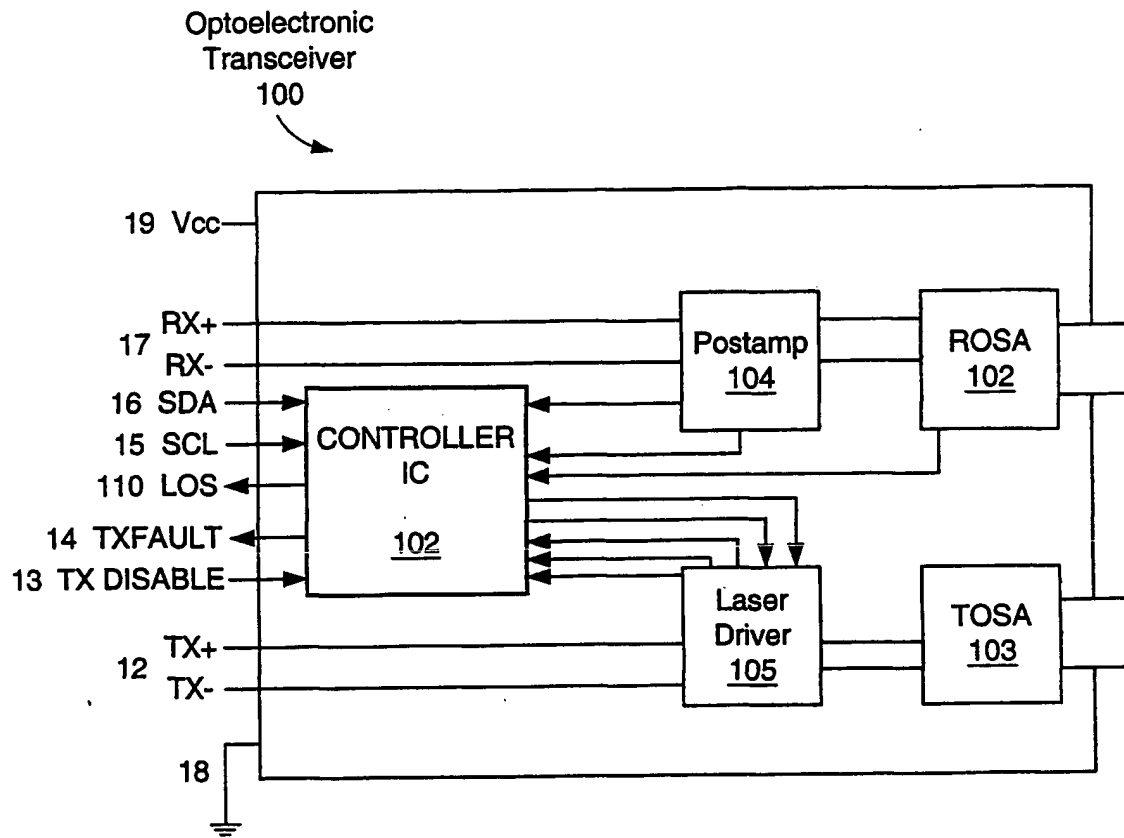 Optoelectronic
Transceiver
100
19 Vcc
17
RX+
RX-
16 SDA
15 SCL
110 LOS
14 TXFAULT
13 TX DISABLE
12
TX+
TX-
18
CONTROLLER
IC
102
Postamp
104
ROSA
102
Laser
Driver
105
TOSA
103